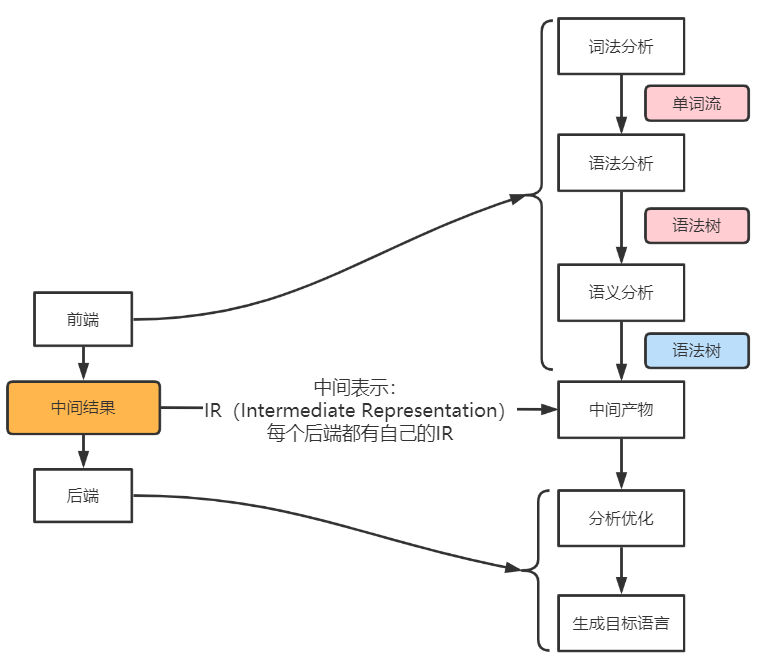 词法分析
单词流
语法分析
语法树
语义分析
语法树
前端
中间结果
中间表示：
IR（Intermediate Representation）
每个后端都有自己的IR
中间产物
后端
分析优化
生成目标语言